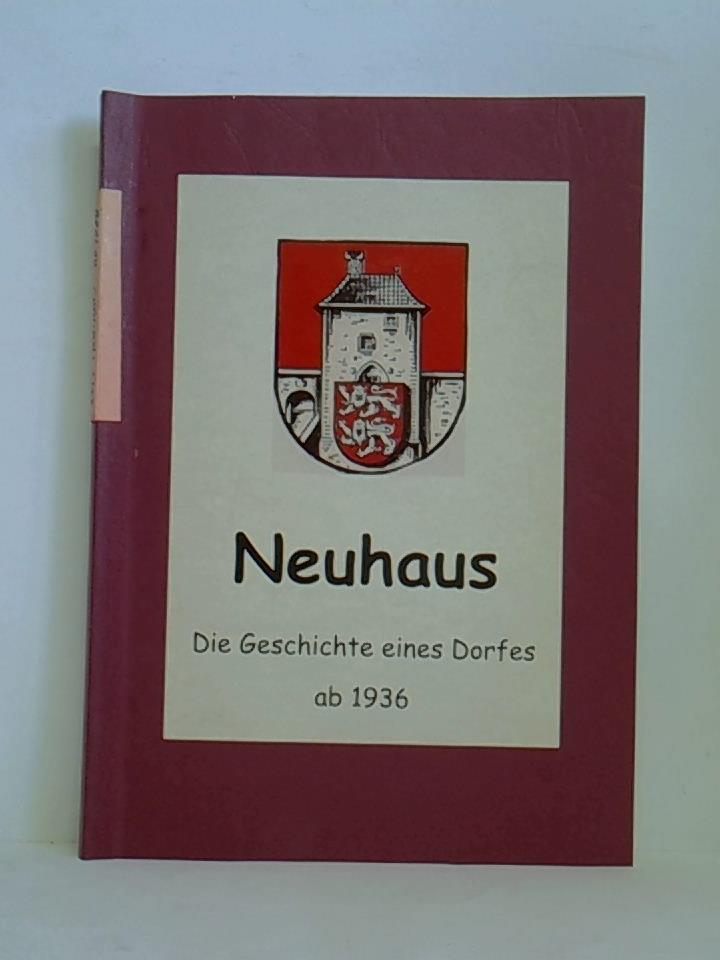 Neuhaus
Die Geschichte eines Dorfes
ab 1936